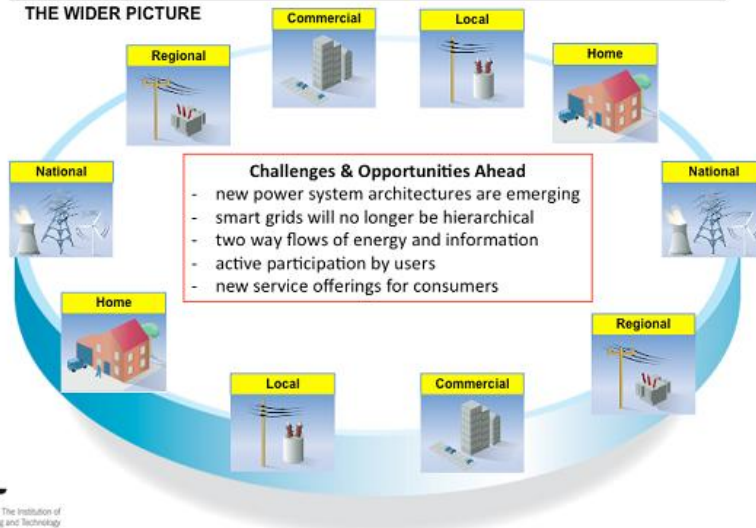 THE WIDER PICTURE
Commercial
Local
Regional
Home
National
National
Challenges & Opportunities Ahead
- new power system architectures are emerging
- smart grids will no longer be hierarchical
- two way flows of energy and information
- active participation by users
- new service offerings for consumers
Home
Regional
Local
Commercial
The Institution of
g and Technology